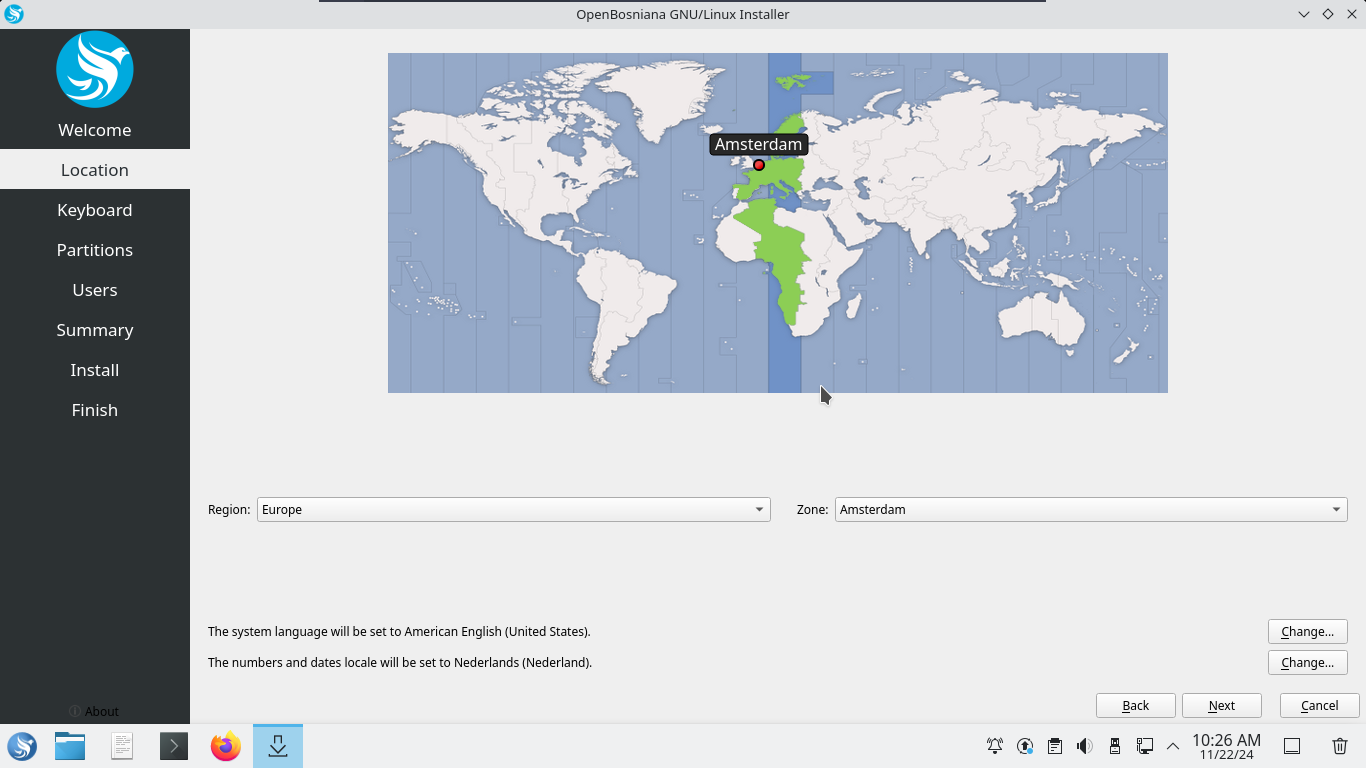 OpenBosniana GNU/Linux Installer
Welcome
Location
Keyboard
Partitions
Users
Summary
Install
Finish
About
Amsterdam
Region: Europe
Zone: Amsterdam
The system language will be set to American English (United States).
Change...
The numbers and dates locale will be set to Nederlands (Nederland).
Change...
Back
Next
Cancel
10:26 AM
11/22/24